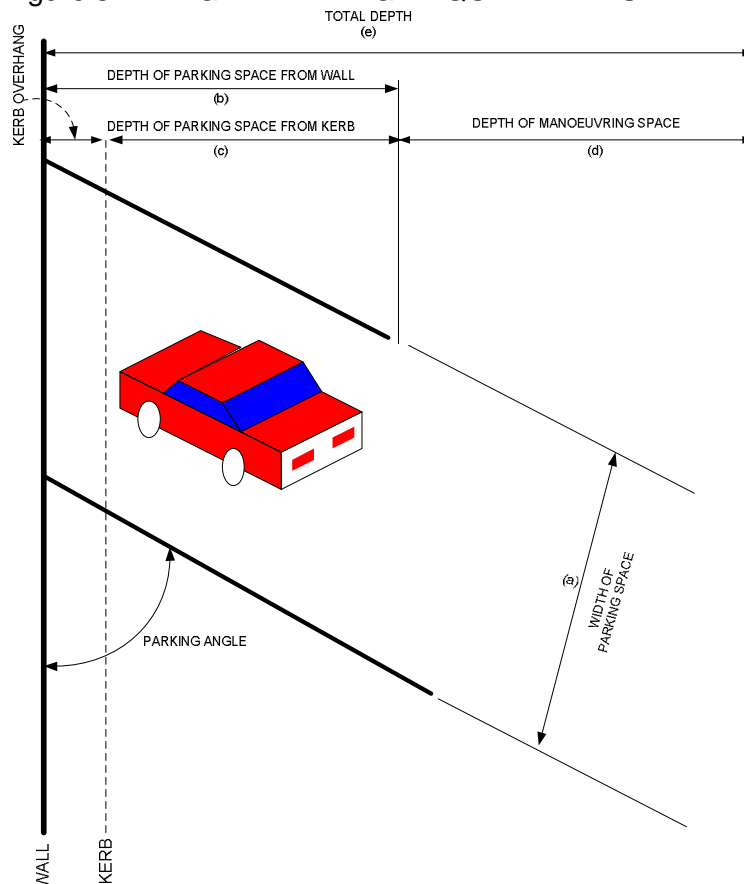 TOTAL DEPTH
(e)
KERB OVERHANG
DEPTH OF PARKING SPACE FROM WALL
(b)
DEPTH OF PARKING SPACE FROM KERB
(c)
DEPTH OF MANOEUVRING SPACE
(d)
(a)
WIDTH OF
PARKING SPACE
PARKING ANGLE
WALL
KERB